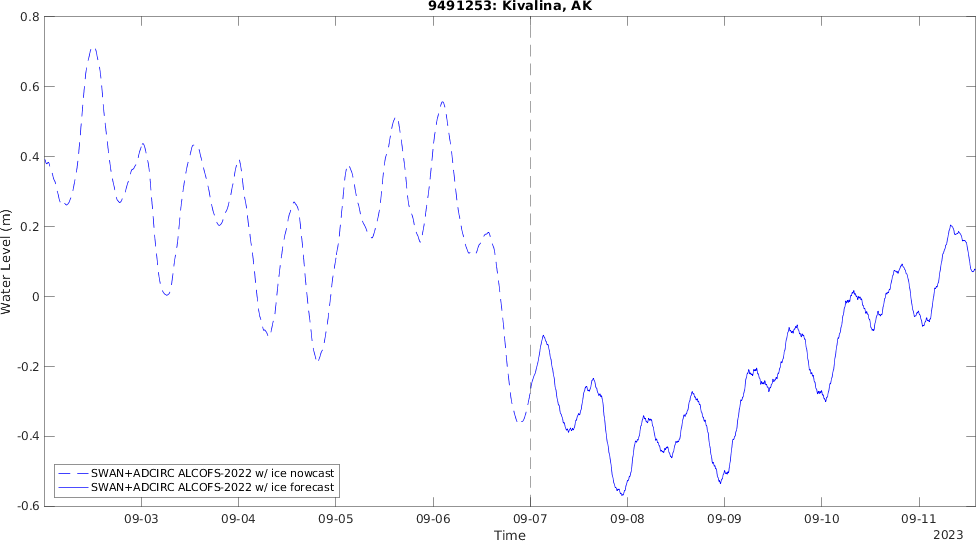 9491253: Kivalina, AK
0.8
0.6
0.4
0.2
0
-0.2
-0.4
-0.6
Water Level (m)
SWAN+ADCIRC ALCOFS-2022 w/ ice nowcast
SWAN+ADCIRC ALCOFS-2022 w/ ice forecast
09-03 09-04 09-05 09-06 09-07 09-08 09-09 09-10 09-11
Time
2023